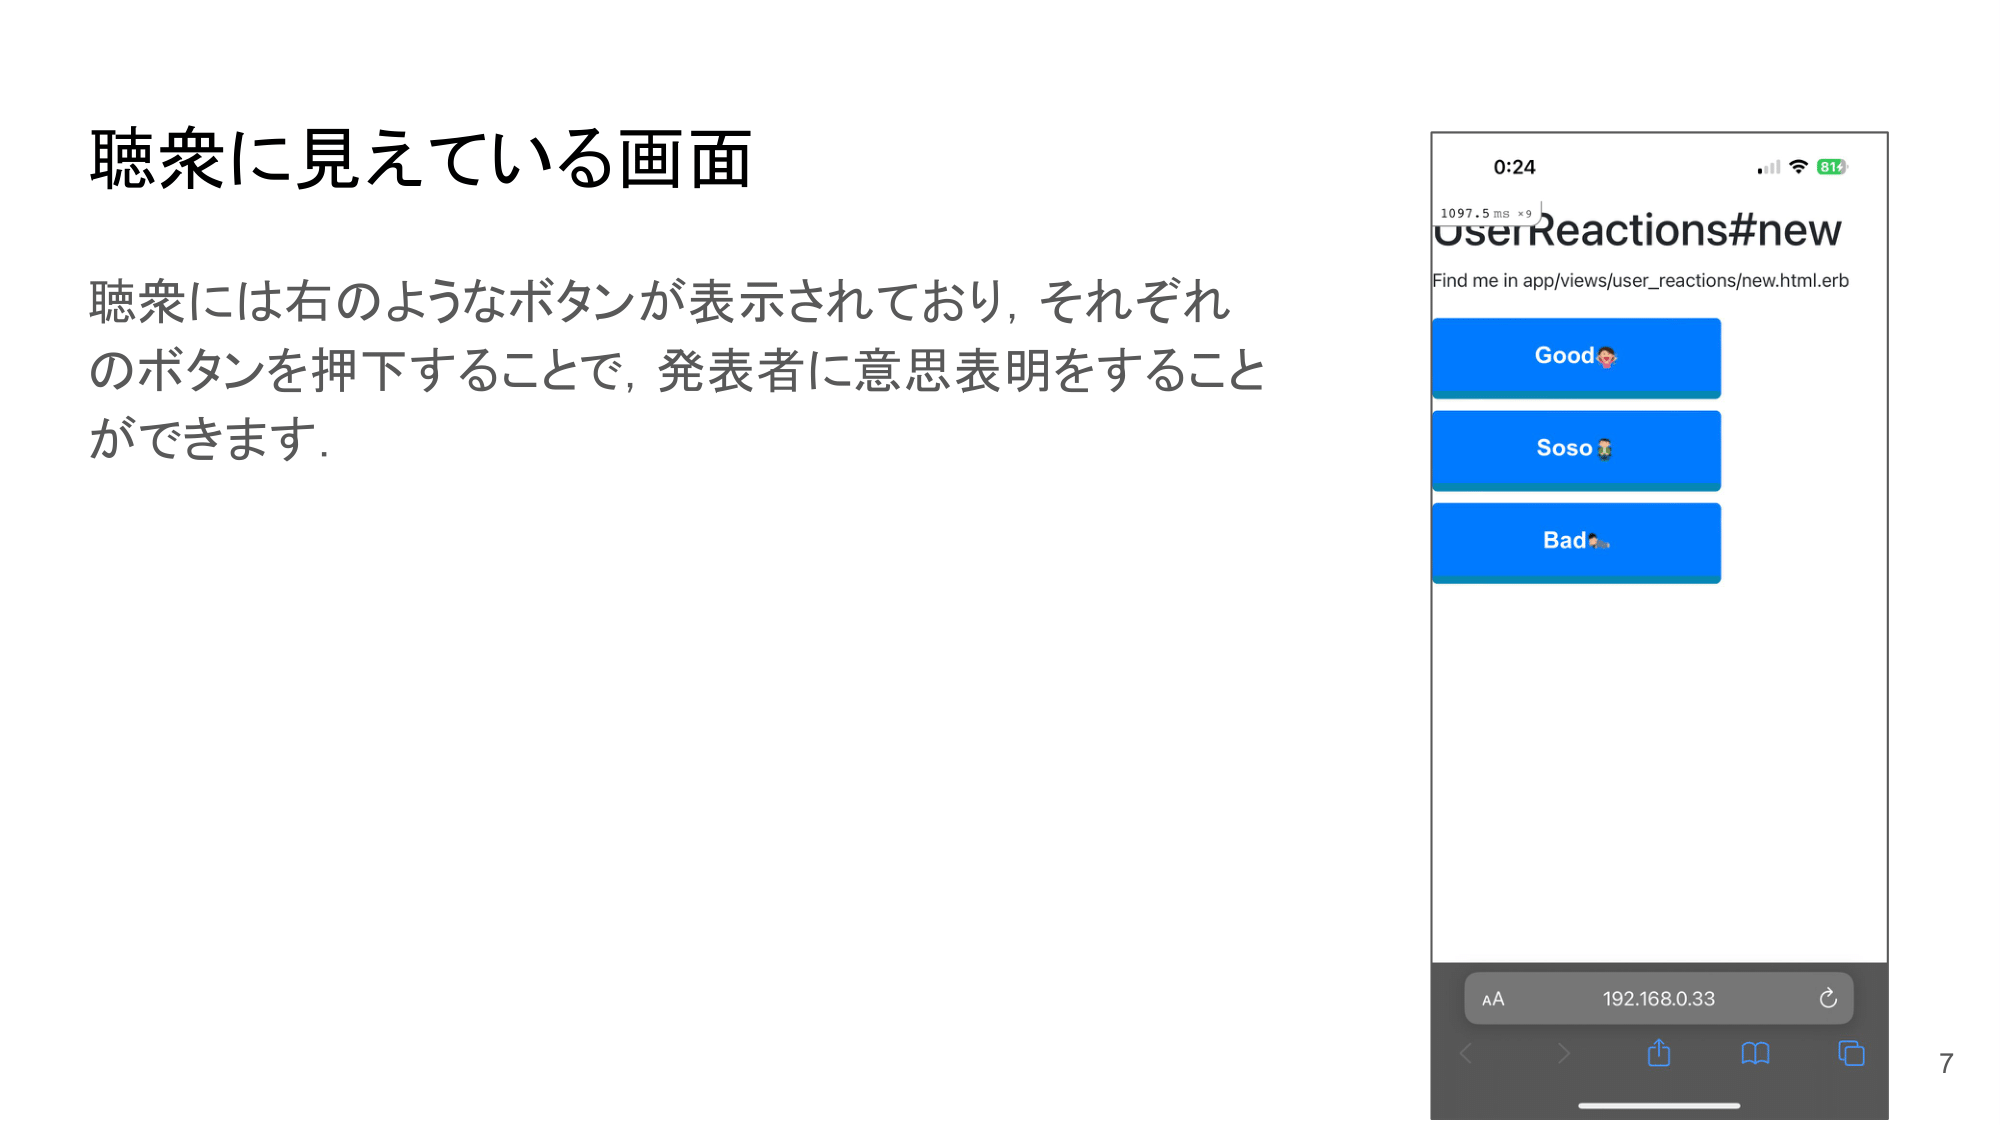 聴衆に見えている画面
聴衆には右のようなボタンが表示されており, それぞれ
のボタンを押下することで, 発表者に意思表明をすること
ができます.
0:24
81
1097.5 ms ×9
UserReactions#new
Find me in app/views/user_reactions/new.html.erb
Good🙅
Soso🧍
Bad
AA
192.168.0.33
7